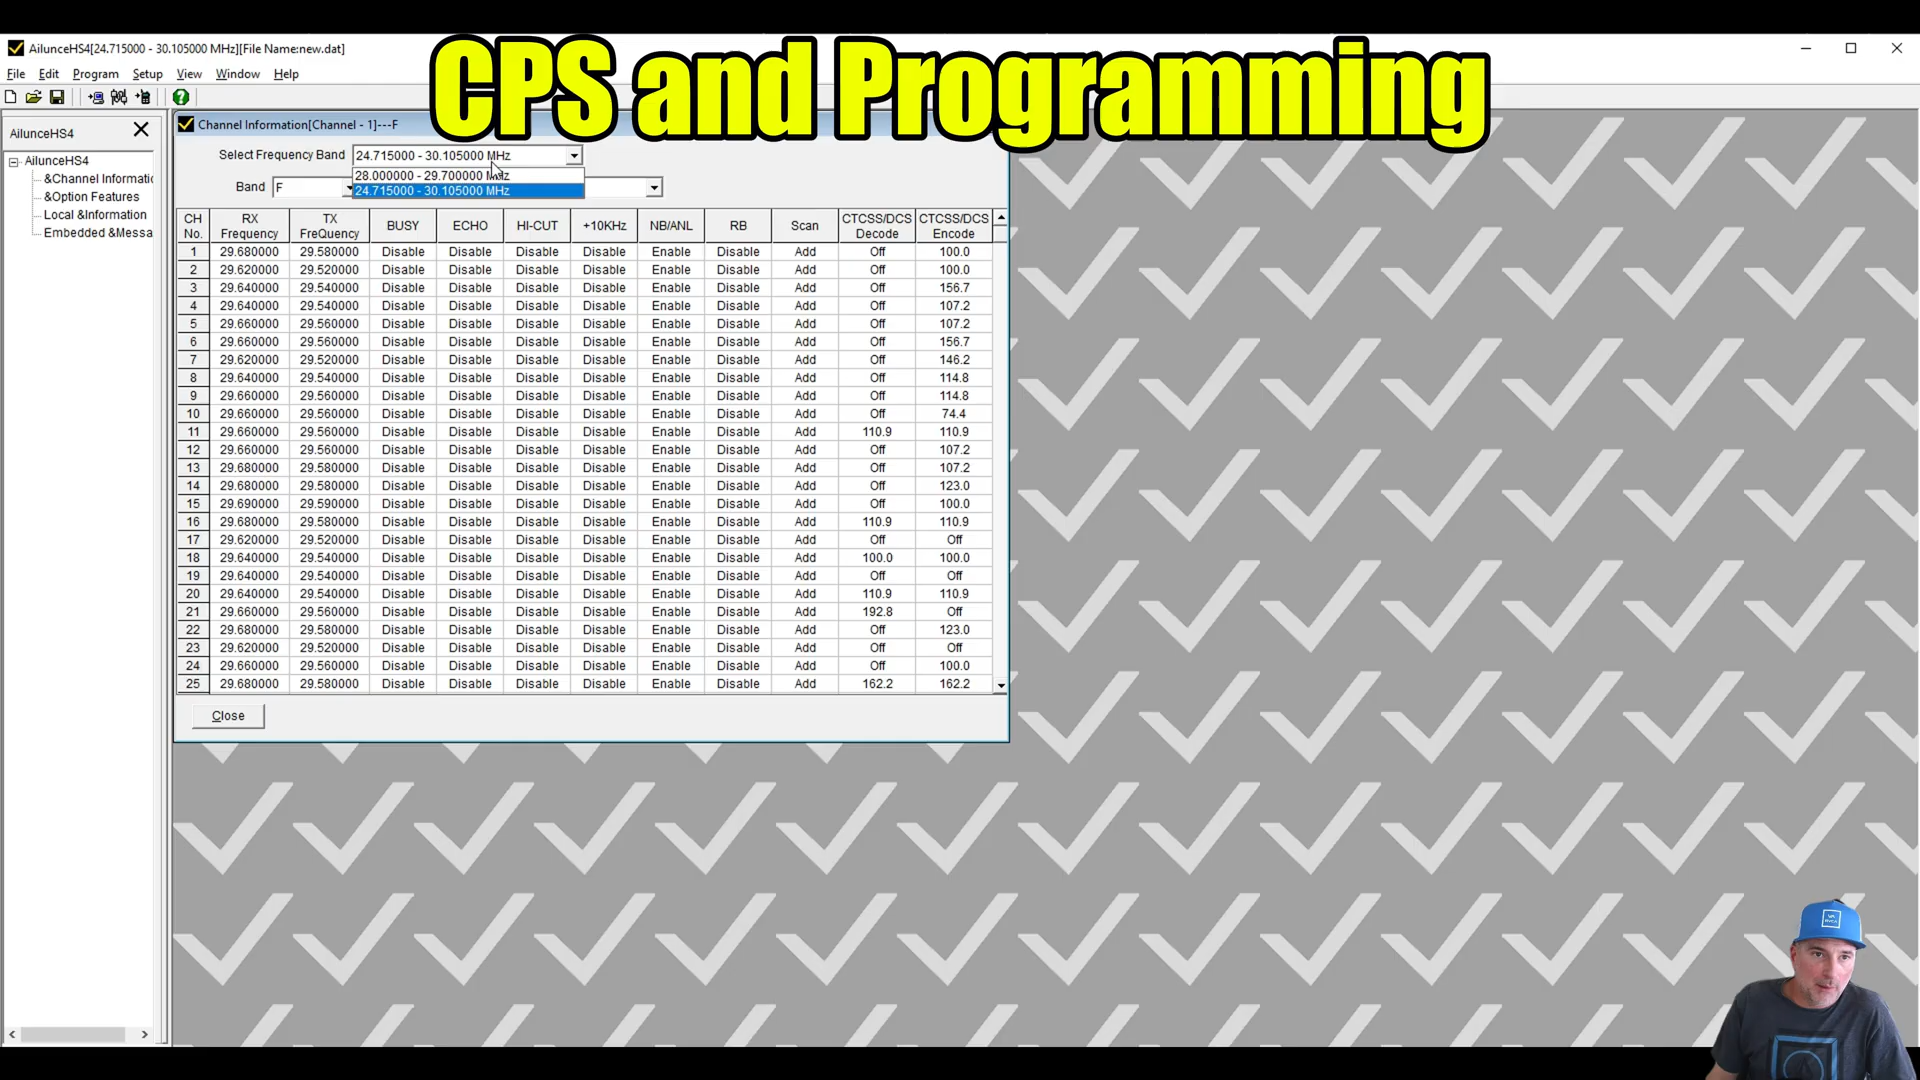 AilunceHS4[24.715000 - 30.105000 MHz][File Name:new.dat]
CPS and Programming
File Edit Program Setup View Window Help
AilunceHS4
AilunceHS4
&Channel Informatic
&Option Features
Local &Information
Embedded &Messa
Channel Information[Channel - 1]---F
Select Frequency Band 24.715000 - 30.105000 MHz
28.000000 - 29.700000 MHz
24.715000 - 30.105000 MHz
Band F
CH No. RX Frequency TX FreQuency BUSY ECHO HI-CUT +10KHz NB/ANL RB Scan CTCSS/DCS Decode CTCSS/DCS Encode
1 29.680000 29.580000 Disable Disable Disable Disable Enable Disable Add Off 100.0
2 29.620000 29.520000 Disable Disable Disable Disable Enable Disable Add Off 100.0
3 29.640000 29.540000 Disable Disable Disable Disable Enable Disable Add Off 156.7
4 29.640000 29.540000 Disable Disable Disable Disable Enable Disable Add Off 107.2
5 29.660000 29.560000 Disable Disable Disable Disable Enable Disable Add Off 107.2
6 29.660000 29.560000 Disable Disable Disable Disable Enable Disable Add Off 156.7
7 29.620000 29.520000 Disable Disable Disable Disable Enable Disable Add Off 146.2
8 29.640000 29.540000 Disable Disable Disable Disable Enable Disable Add Off 114.8
9 29.660000 29.560000 Disable Disable Disable Disable Enable Disable Add Off 114.8
10 29.660000 29.560000 Disable Disable Disable Disable Enable Disable Add Off 74.4
11 29.660000 29.560000 Disable Disable Disable Disable Enable Disable Add 110.9 110.9
12 29.660000 29.560000 Disable Disable Disable Disable Enable Disable Add Off 107.2
13 29.680000 29.580000 Disable Disable Disable Disable Enable Disable Add Off 107.2
14 29.680000 29.580000 Disable Disable Disable Disable Enable Disable Add Off 123.0
15 29.690000 29.590000 Disable Disable Disable Disable Enable Disable Add Off 100.0
16 29.680000 29.580000 Disable Disable Disable Disable Enable Disable Add 110.9 110.9
17 29.620000 29.520000 Disable Disable Disable Disable Enable Disable Add Off Off
18 29.640000 29.540000 Disable Disable Disable Disable Enable Disable Add 100.0 100.0
19 29.640000 29.540000 Disable Disable Disable Disable Enable Disable Add Off Off
20 29.640000 29.540000 Disable Disable Disable Disable Enable Disable Add 110.9 110.9
21 29.660000 29.560000 Disable Disable Disable Disable Enable Disable Add 192.8 Off
22 29.680000 29.580000 Disable Disable Disable Disable Enable Disable Add Off 123.0
23 29.620000 29.520000 Disable Disable Disable Disable Enable Disable Add Off Off
24 29.660000 29.560000 Disable Disable Disable Disable Enable Disable Add Off 100.0
25 29.680000 29.580000 Disable Disable Disable Disable Enable Disable Add 162.2 162.2
Close